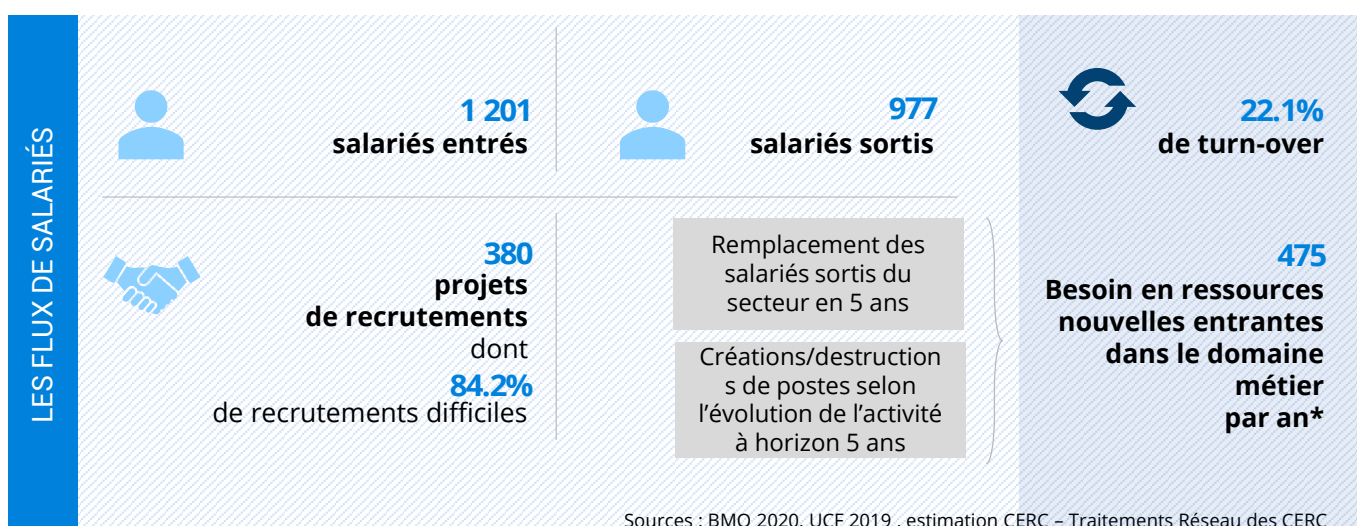 LES FLUX DE SALARIÉS
1 201
salariés entrés
977
salariés sortis
22.1%
de turn-over
380
projets
de recrutements
dont
84.2%
de recrutements difficiles
Remplacement des
salariés sortis du
secteur en 5 ans
Créations/destruction
s de postes selon
l’évolution de l’activité
à horizon 5 ans
475
Besoin en ressources
nouvelles entrantes
dans le domaine
métier
par an*
Sources : BMO 2020, UCF 2019 , estimation CERC – Traitements Réseau des CERC